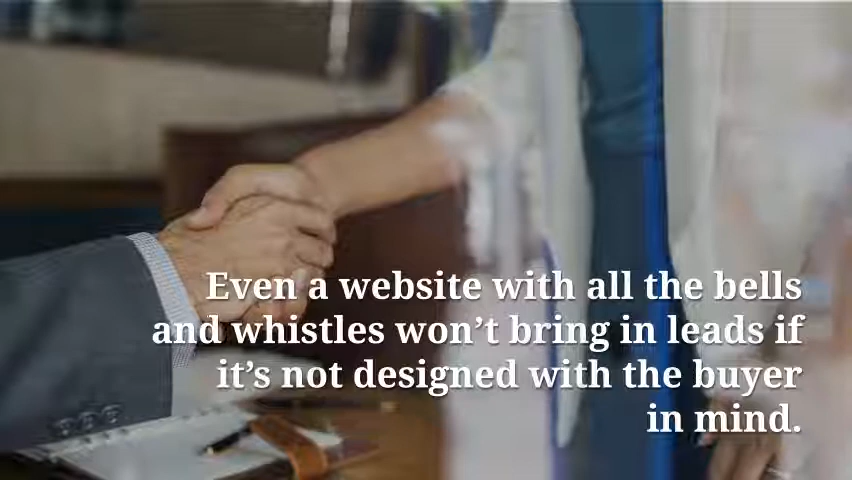 Even a website with all the bells
and whistles won’t bring in leads if
it’s not designed with the buyer
in mind.